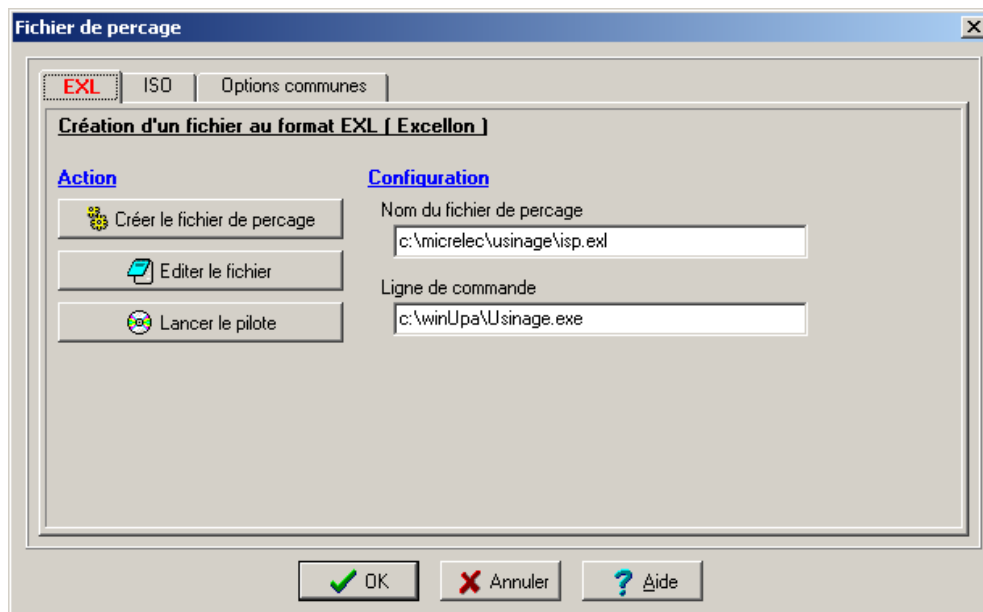 Fichier de percage
EXL
ISO
Options communes
Création d'un fichier au format EXL ( Excellon )
Action
Configuration
Créer le fichier de percage
Nom du fichier de percage
c:\micrelec\usinage\isp.exl
Editer le fichier
Ligne de commande
Lancer le pilote
c:\winUpa\Usinage.exe
OK
Annuler
Aide